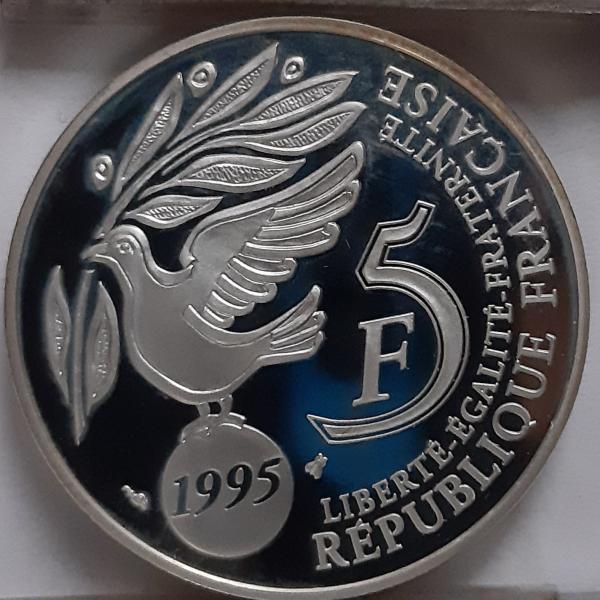 5
F
1995
LIBERTÉ-ÉGALITÉ-FRATERNITÉ
RÉPUBLIQUE FRANÇAISE